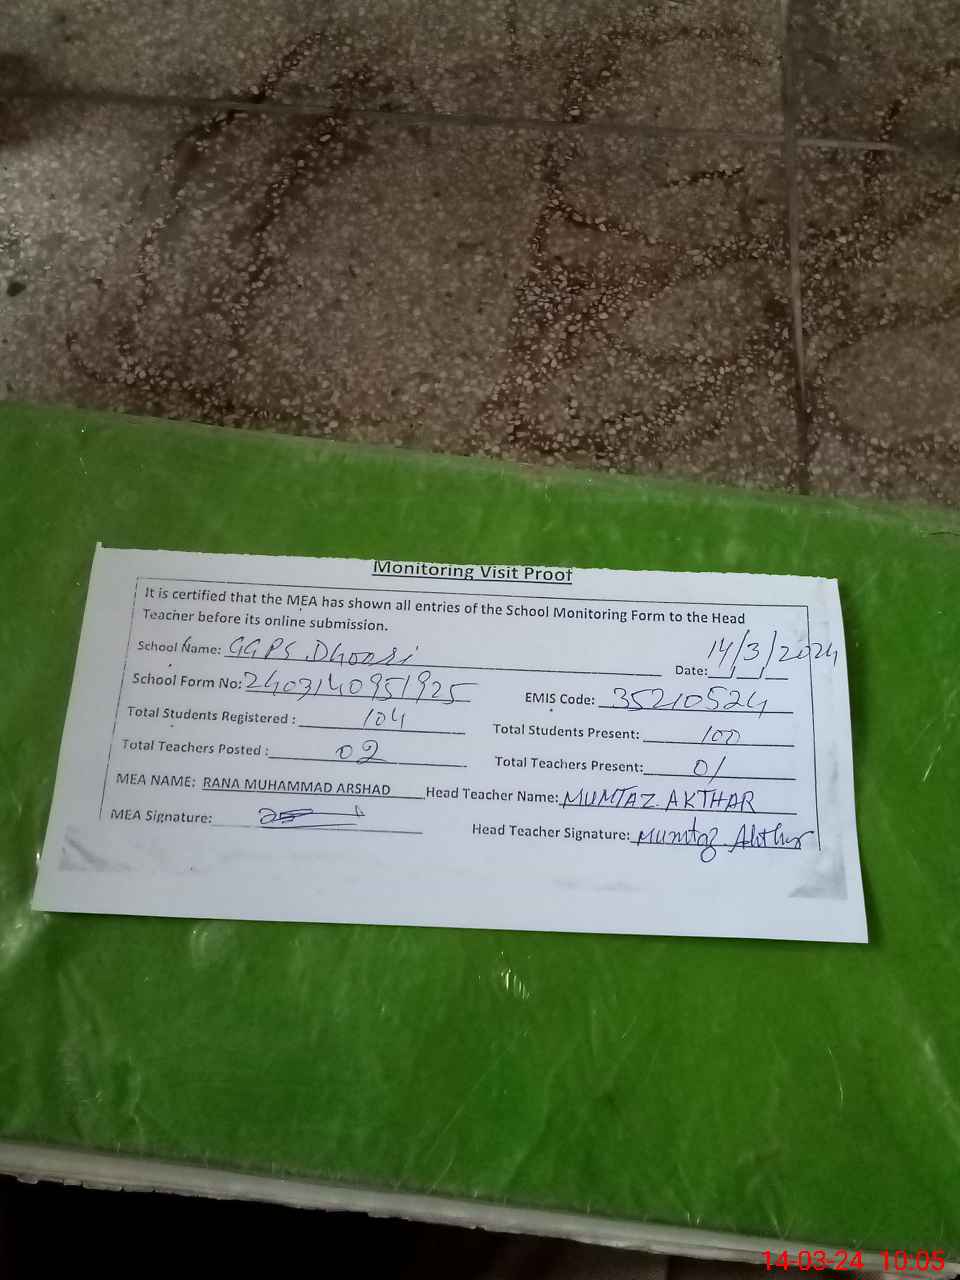 Monitoring Visit Proof
It is certified that the MEA has shown all entries of the School Monitoring Form to the Head
Teacher before its online submission.
School Name: GGPS Dhoori Date: 14/3/2024
School Form No: 2403140951925 EMIS Code: 35210524
Total Students Registered : 104 Total Students Present: 100
Total Teachers Posted : 02 Total Teachers Present: 01
MEA NAME: RANA MUHAMMAD ARSHAD Head Teacher Name: MUMTAZ AKTHAR
MEA Signature: Head Teacher Signature: Mumtaz Akthar
14-03-24 10:05